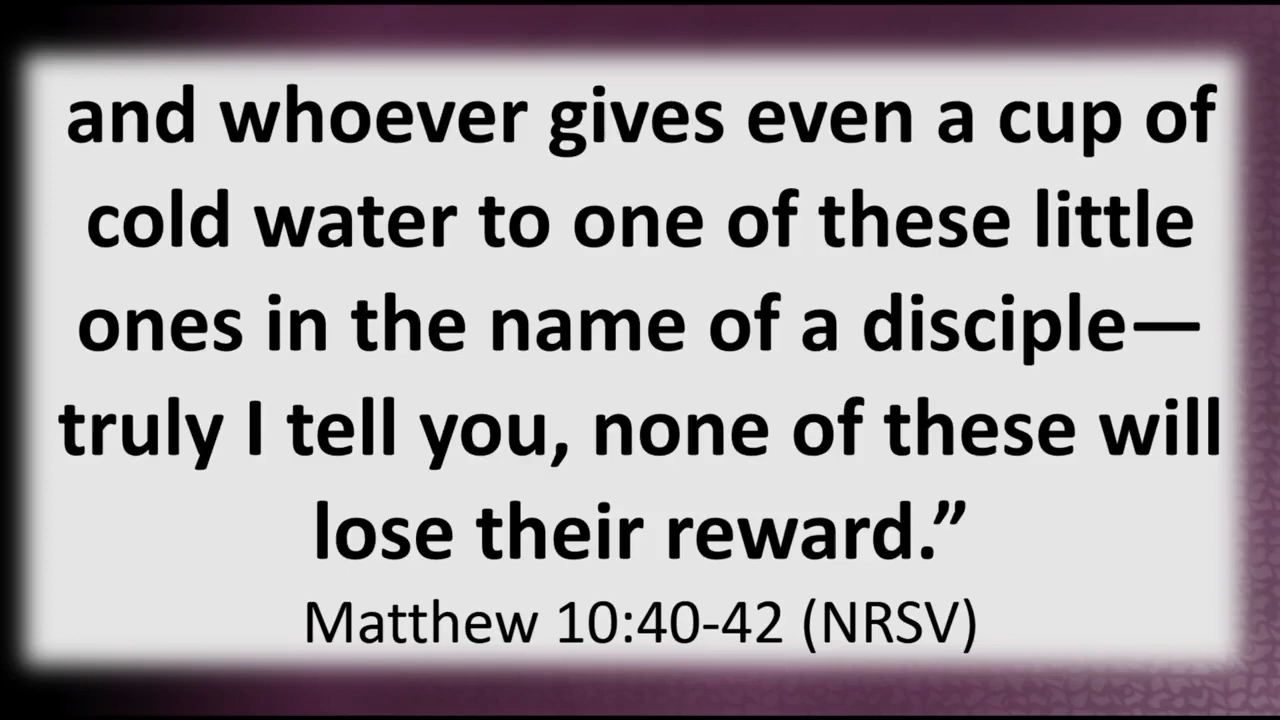 and whoever gives even a cup of
cold water to one of these little
ones in the name of a disciple—
truly I tell you, none of these will
lose their reward.”
Matthew 10:40-42 (NRSV)